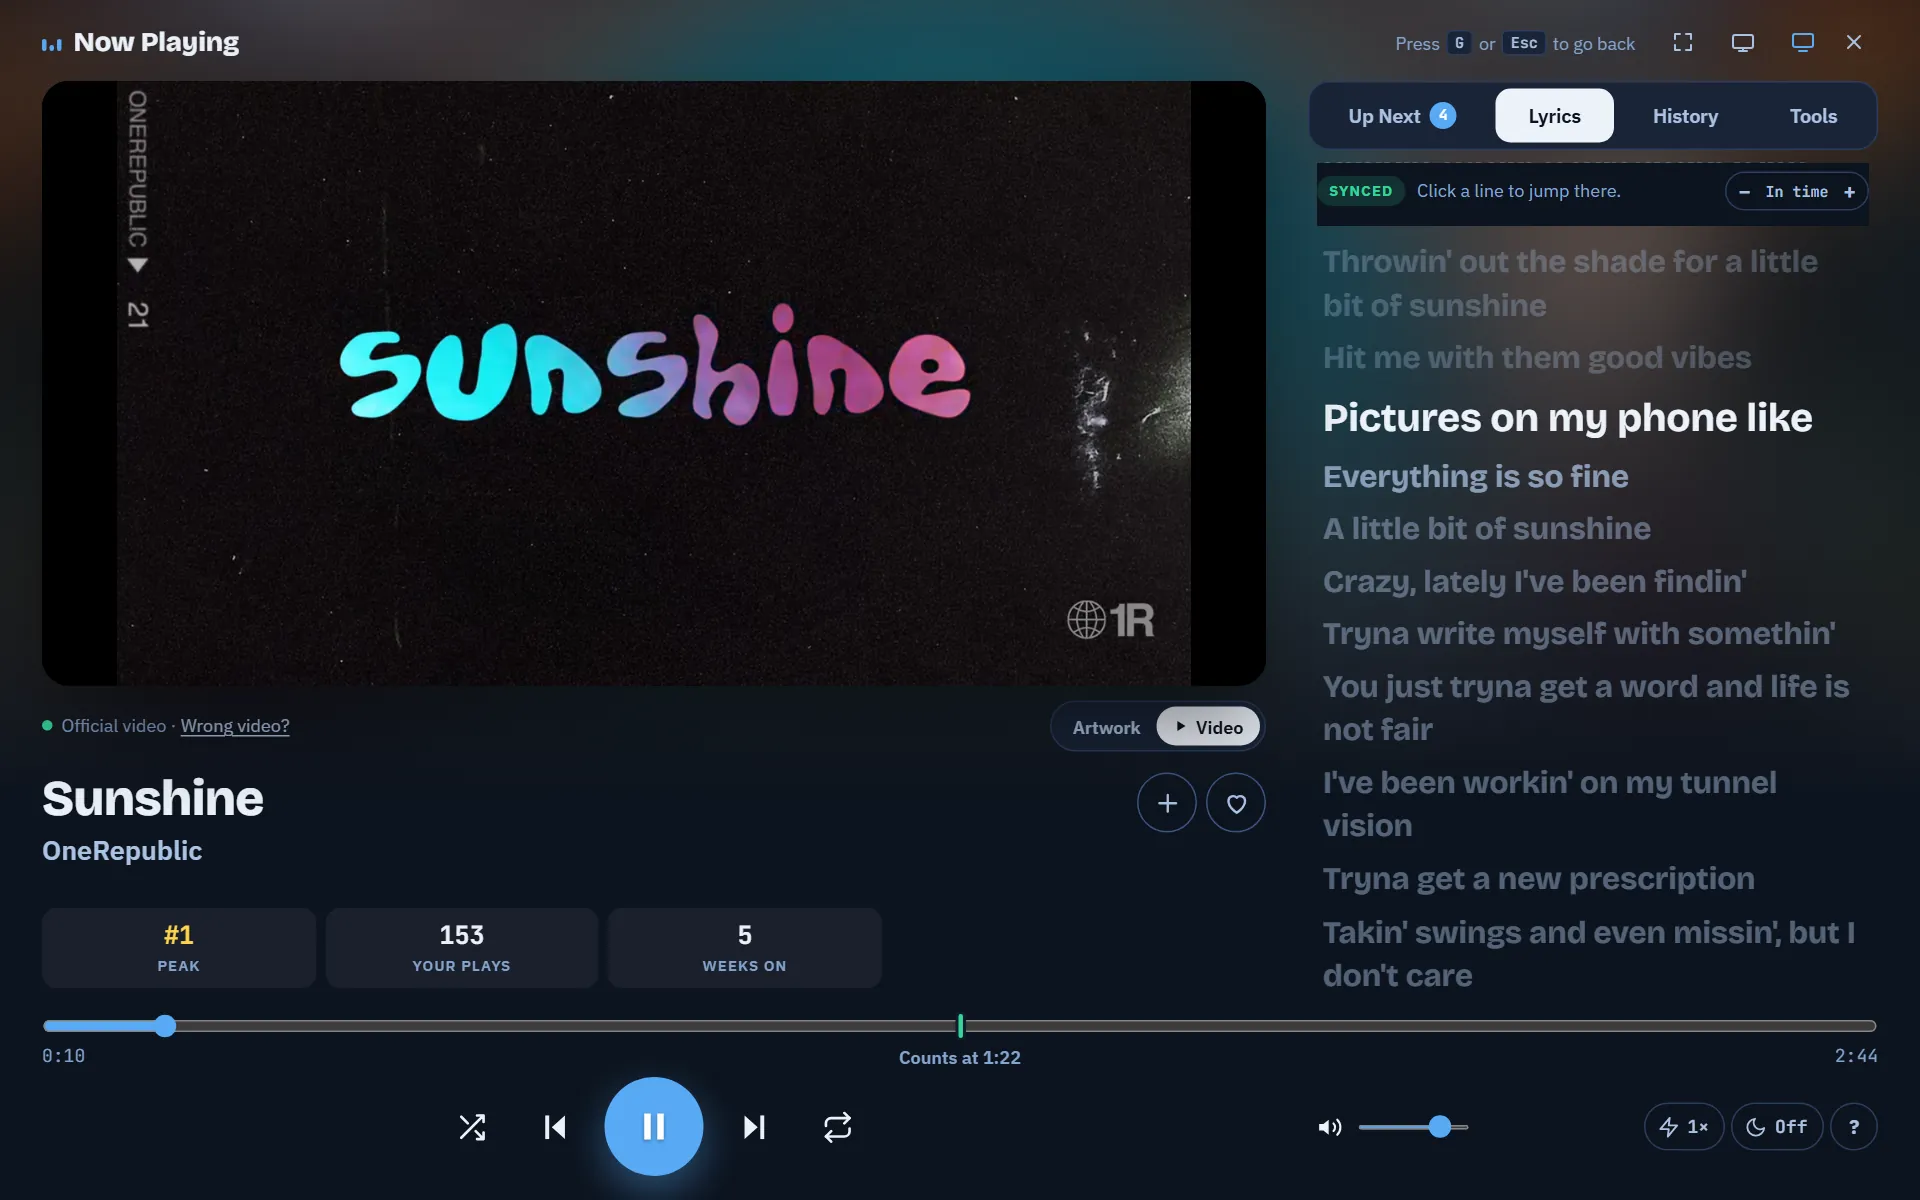 Now Playing
Press G or Esc to go back
ONEREPUBLIC
21
sunshine
1R
Official video · Wrong video?
Artwork
Video
Sunshine
OneRepublic
#1
PEAK
153
YOUR PLAYS
5
WEEKS ON
Up Next 4
Lyrics
History
Tools
SYNCED
Click a line to jump there.
− In time +
Throwin' out the shade for a little
bit of sunshine
Hit me with them good vibes
Pictures on my phone like
Everything is so fine
A little bit of sunshine
Crazy, lately I've been findin'
Tryna write myself with somethin'
You just tryna get a word and life is
not fair
I've been workin' on my tunnel
vision
Tryna get a new prescription
Takin' swings and even missin', but I
don't care
0:10
Counts at 1:22
2:44
1×
Off
?